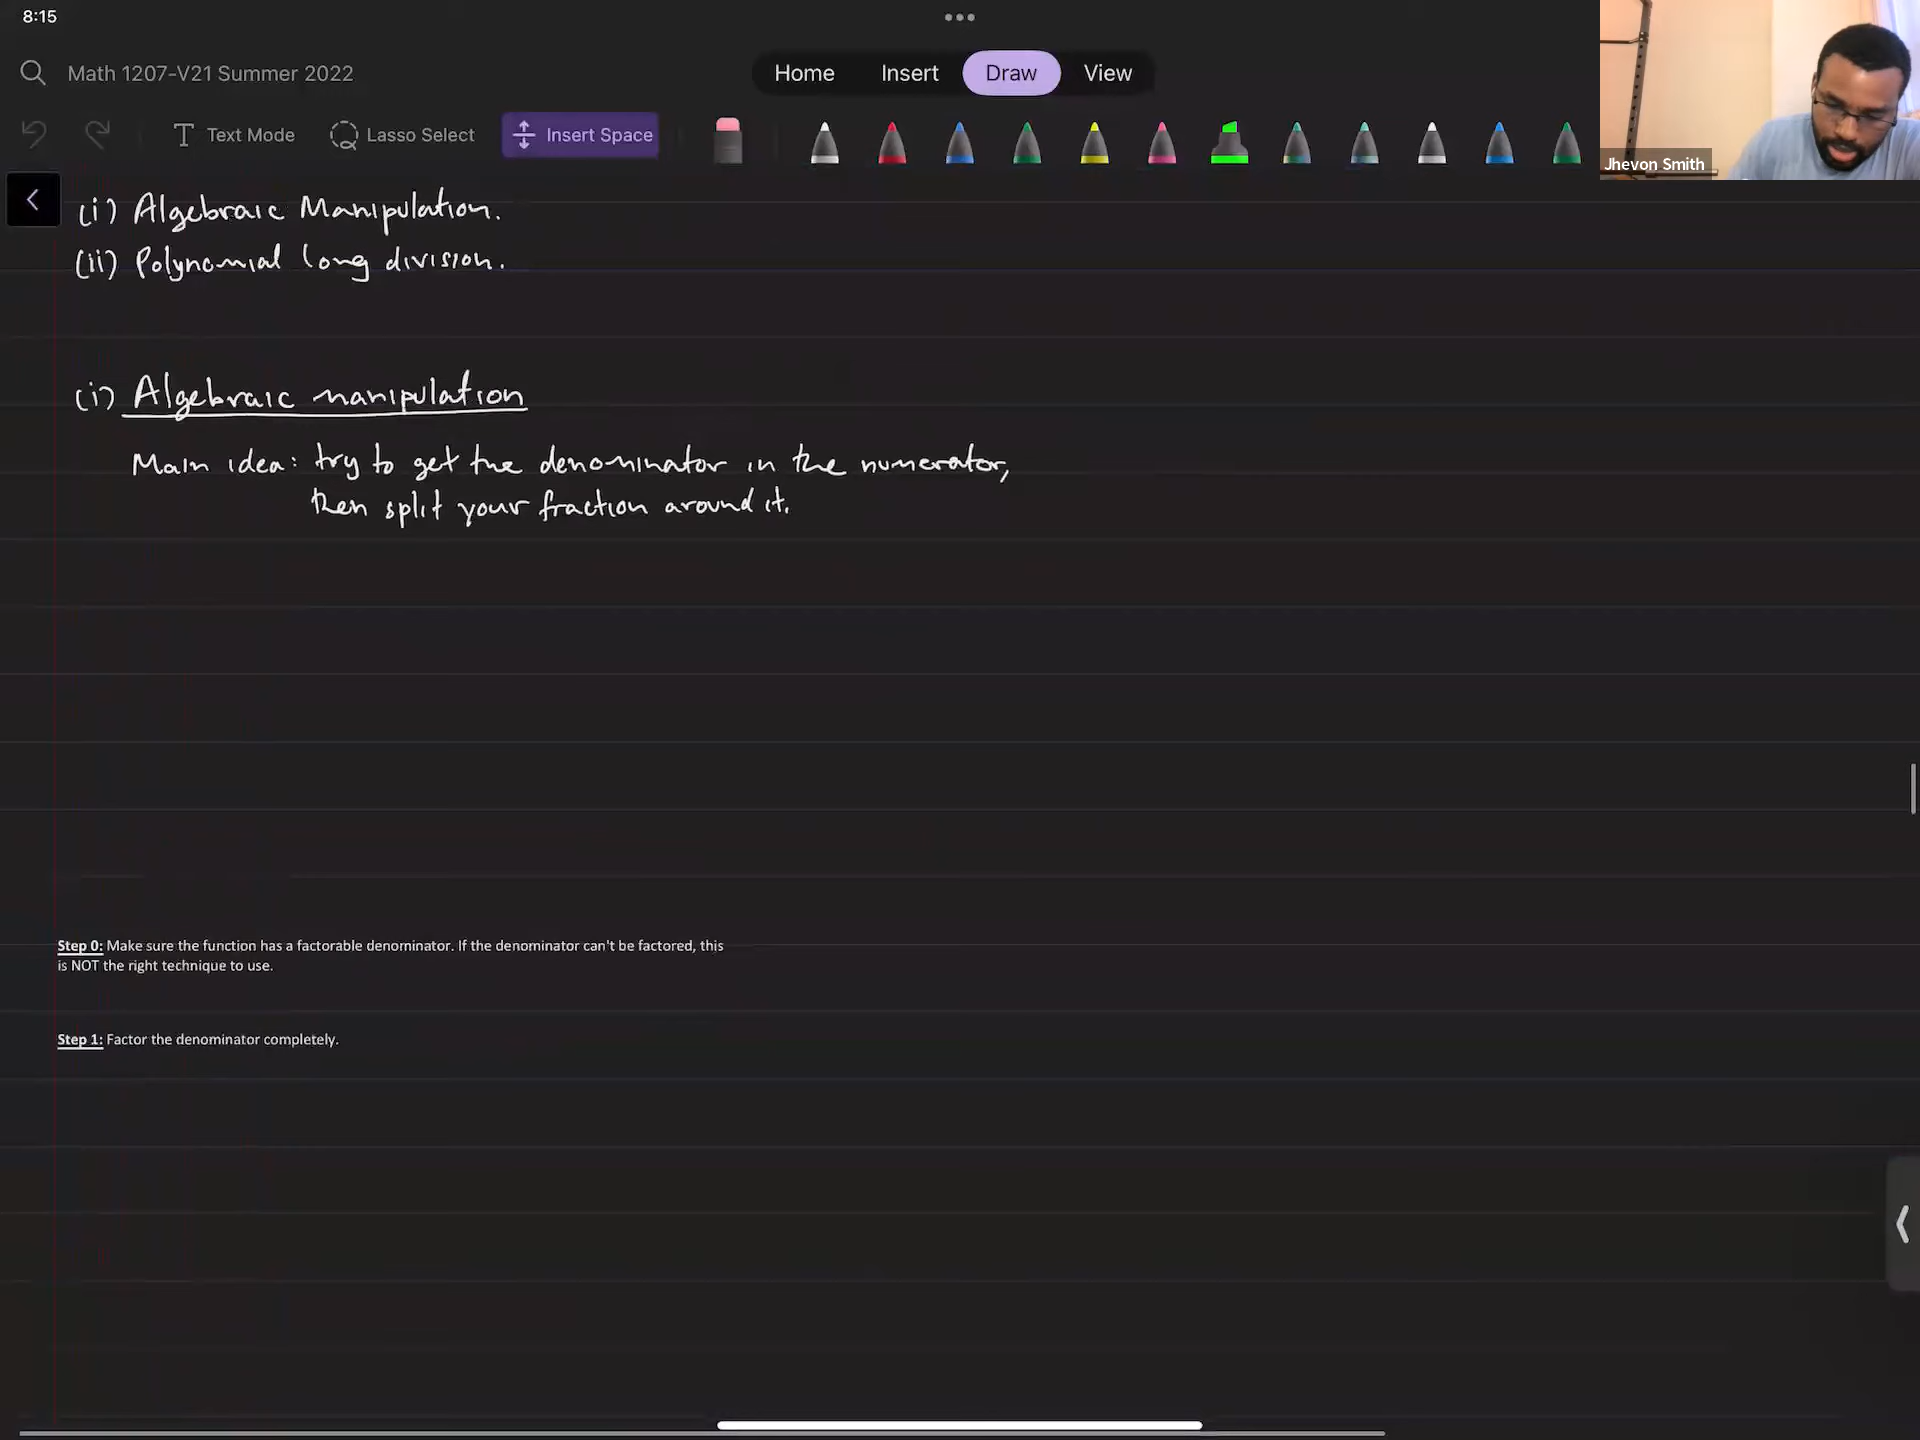 8:15
Math 1207-V21 Summer 2022
Home Insert Draw View
Text Mode Lasso Select Insert Space
Jhevon Smith
(i) Algebraic Manipulation.
(ii) Polynomial long division.
(i) Algebraic manipulation
Main idea: try to get the denominator in the numerator,
then split your fraction around it.
Step 0: Make sure the function has a factorable denominator. If the denominator can't be factored, this
is NOT the right technique to use.
Step 1: Factor the denominator completely.